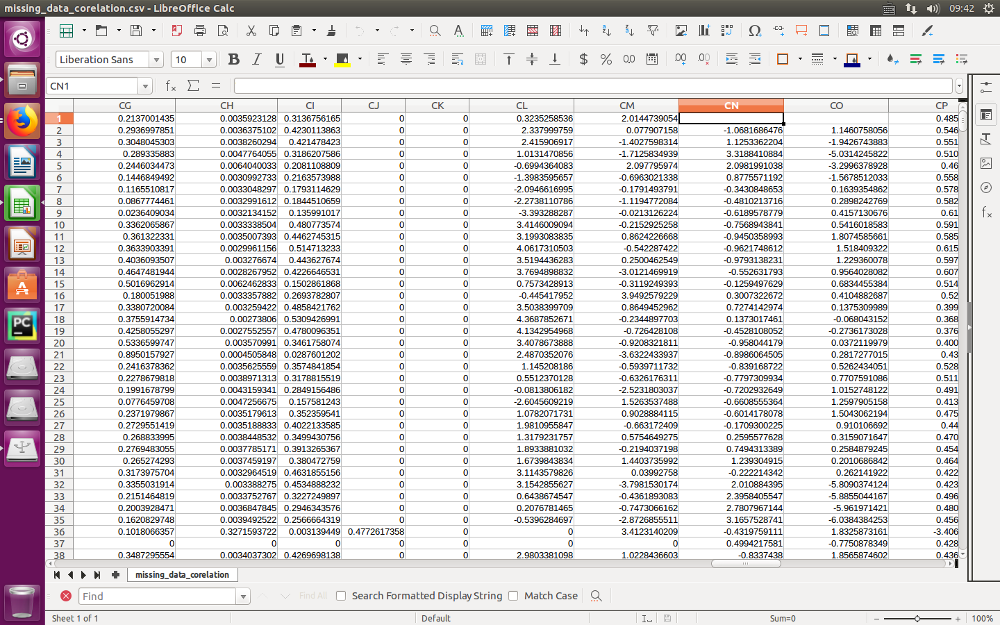 missing_data_corelation.csv - LibreOffice Calc 09:42
Liberation Sans 10
CN1
CG CH CI CJ CK CL CM CN CO CP
1 0.2137001435 0.0035923128 0.3136756165 0 0 0.3235258536 2.0144739054 0.485
2 0.2936997851 0.0036375102 0.4230113863 0 0 2.337999759 0.077907158 -1.0681686476 1.1460758056 0.546
3 0.3048045303 0.0038260294 0.421478423 0 0 2.415906917 -1.4027598314 1.1253362204 -1.9426743883 0.551
4 0.289335883 0.0047764055 0.3186207586 0 0 1.0131470856 -1.7125834939 3.3188410884 -5.0314245822 0.510
5 0.2446034473 0.0064040033 0.2081108809 0 0 -0.6994364083 2.097795974 2.0981991038 -3.2996378928 0.46
6 0.1446849492 0.0030992733 0.2163573988 0 0 -1.3983595657 -0.6963021338 0.8775571192 -1.5678512033 0.558
7 0.1165510817 0.0033048297 0.1793114629 0 0 -2.0946616995 -0.1791493791 -0.3430848653 0.1639354862 0.578
8 0.0867774461 0.0032991612 0.1844510659 0 0 -2.2738110786 -1.1194772084 -0.4810213716 0.2898242769 0.582
9 0.0236409034 0.0032134152 0.135991017 0 0 -3.393288287 -0.0213126224 -0.6189578779 0.4157130676 0.61
10 0.3362065867 0.0033338504 0.480773574 0 0 3.4146009094 -0.2152925258 -0.7568943841 0.5416018583 0.591
11 0.361322331 0.0035007393 0.4462745315 0 0 3.1993083835 0.8624226668 -0.9450358993 1.8074585661 0.585
12 0.3633903391 0.0029961156 0.514713233 0 0 4.0617310503 -0.542287422 -0.9621748612 1.518409322 0.615
13 0.4036093507 0.003276674 0.443627674 0 0 3.5194436283 0.2500462549 -0.9793138231 1.229360078 0.597
14 0.4647481944 0.0028267952 0.4226646531 0 0 3.7694898832 -3.0121469919 -0.552631793 0.9564028082 0.607
15 0.5016962914 0.0062462833 0.1502861868 0 0 0.7573428913 -0.3119249393 -0.1259497629 0.6834455384 0.514
16 0.180051988 0.0033357882 0.2693782807 0 0 -0.445417952 3.9492579229 0.3007322672 0.4104882687 0.52
17 0.3380720084 0.003259422 0.4858421762 0 0 3.5038399709 0.8649452962 0.7274142974 0.1375309989 0.399
18 0.3755914734 0.00273806 0.5309426991 0 0 4.3687852671 -0.2344897703 0.1373017461 -0.068043152 0.368
19 0.4258055297 0.0027552557 0.4780096351 0 0 4.1342954968 -0.726428108 -0.4528108052 -0.2736173028 0.376
20 0.5336599747 0.003570991 0.3461758074 0 0 3.4078673888 -0.9208321811 -0.958044179 0.0372119979 0.400
21 0.8950157927 0.0004505848 0.0287601202 0 0 2.4870352076 -3.6322433937 -0.8986064505 0.2817277015 0.43
22 0.2416378362 0.0035625559 0.3574841854 0 0 1.145208186 -0.5939711732 -0.839168722 0.5262434051 0.528
23 0.2278679818 0.0038971313 0.3178815519 0 0 0.5512370128 -0.6326176311 -0.7797309934 0.7707591086 0.511
24 0.1991678799 0.0043159341 0.2849156486 0 0 -0.0813806182 -2.5231803037 -0.7202932649 1.0152748122 0.491
25 0.0776459708 0.0047256675 0.157581243 0 0 -2.6045609219 1.5263537488 -0.6608555364 1.2597905158 0.413
26 0.2371979867 0.0035179613 0.352359541 0 0 1.0782071731 0.9028884115 -0.6014178078 1.5043062194 0.475
27 0.2729551419 0.0035188833 0.4022133585 0 0 1.9810955847 -0.663172409 -0.1709300225 0.910106692 0.44
28 0.268833995 0.0038448532 0.3499430756 0 0 1.3179231757 0.5754649275 0.2595577628 0.3159071647 0.470
29 0.2769483055 0.0037785171 0.3913265367 0 0 1.8933881032 -0.2194037198 0.7494313389 0.2584879245 0.454
30 0.265274293 0.0037459197 0.380472759 0 0 1.6739843834 1.4403735992 1.239304915 0.2010686842 0.464
31 0.3173975704 0.0032964519 0.4631855156 0 0 3.1143579826 0.03992758 -0.222214342 0.262141922 0.422
32 0.3355031914 0.003388275 0.4534888232 0 0 3.1542855627 -3.7981530174 2.010884395 -5.8090374124 0.423
33 0.2151464819 0.0033752767 0.3227249897 0 0 0.6438674547 -0.4361893083 2.3958405547 -5.8855044167 0.496
34 0.2003928471 0.0036847845 0.2946343576 0 0 0.2076781465 -0.7473066162 2.7807967144 -5.961971421 0.480
35 0.1620829748 0.0039492522 0.2566664319 0 0 -0.5396284697 -2.8726855511 3.1657528741 -6.0384384253 0.456
36 0.1018066357 0.3271593722 0.003139449 0.4772617358 0 0 3.4123140209 -0.4319759111 1.8325873161 -3.406
37 0 0 0 0 0 0 0 0.4994217581 -0.7750878349 0.428
38 0.3487295554 0.0034037302 0.4269698138 0 0 2.9803381098 1.0228436603 -0.8337438 1.8565874602 0.436
missing_data_corelation
Find Find All Search Formatted Display String Match Case
Sheet 1 of 1 Default Sum=0 100%